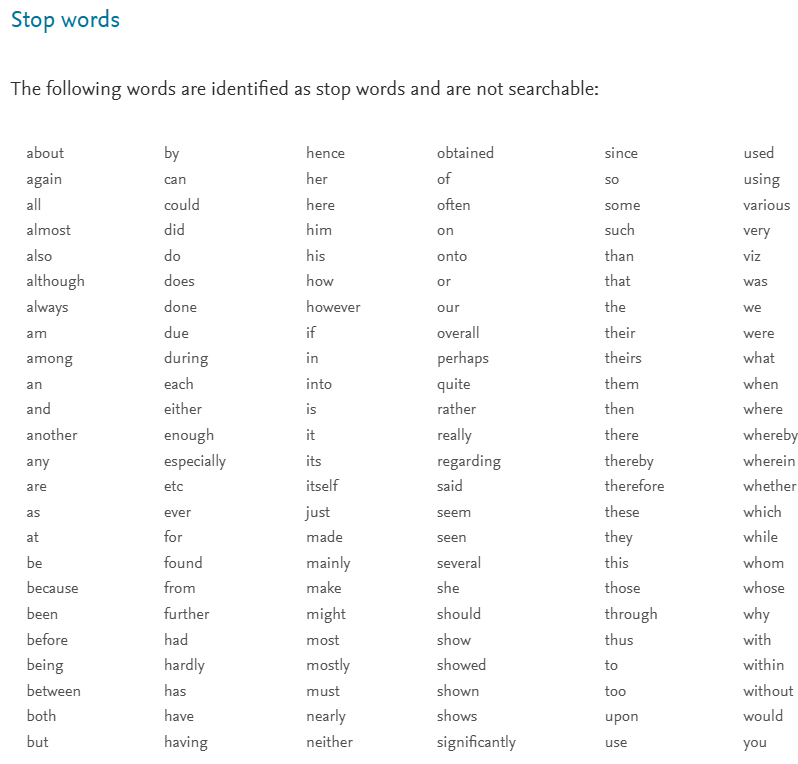 Stop words
The following words are identified as stop words and are not searchable:
about by hence obtained since used
again can her of so using
all could here often some various
almost did him on such very
also do his onto than viz
although does how or that was
always done however our the we
am due if overall their were
among during in perhaps theirs what
an each into quite them when
and either is rather then where
another enough it really there whereby
any especially its regarding thereby wherein
are etc itself said therefore whether
as ever just seem these which
at for made seen they while
be found mainly several this whom
because from make she those whose
been further might should through why
before had most show thus with
being hardly mostly showed to within
between has must shown too without
both have nearly shows upon would
but having neither significantly use you